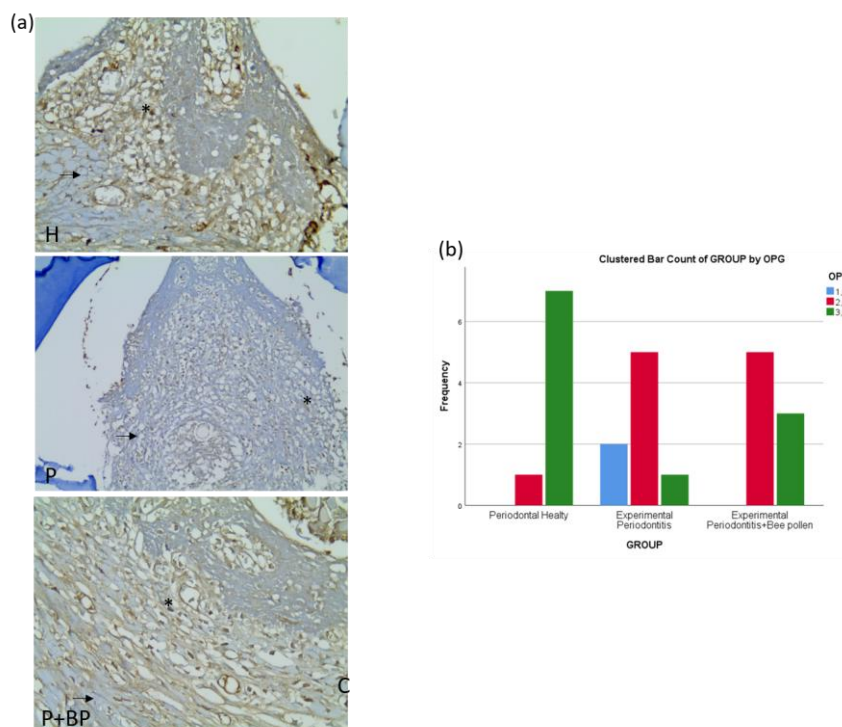 (a)
*
H
*
P
*
C
P+BP
(b)
Clustered Bar Count of GROUP by OPG
OP
1,
2,
3,
6
4
2
0
Frequency
Periodontal Healty
Experimental
Periodontitis
Experimental
Periodontitis+Bee pollen
GROUP